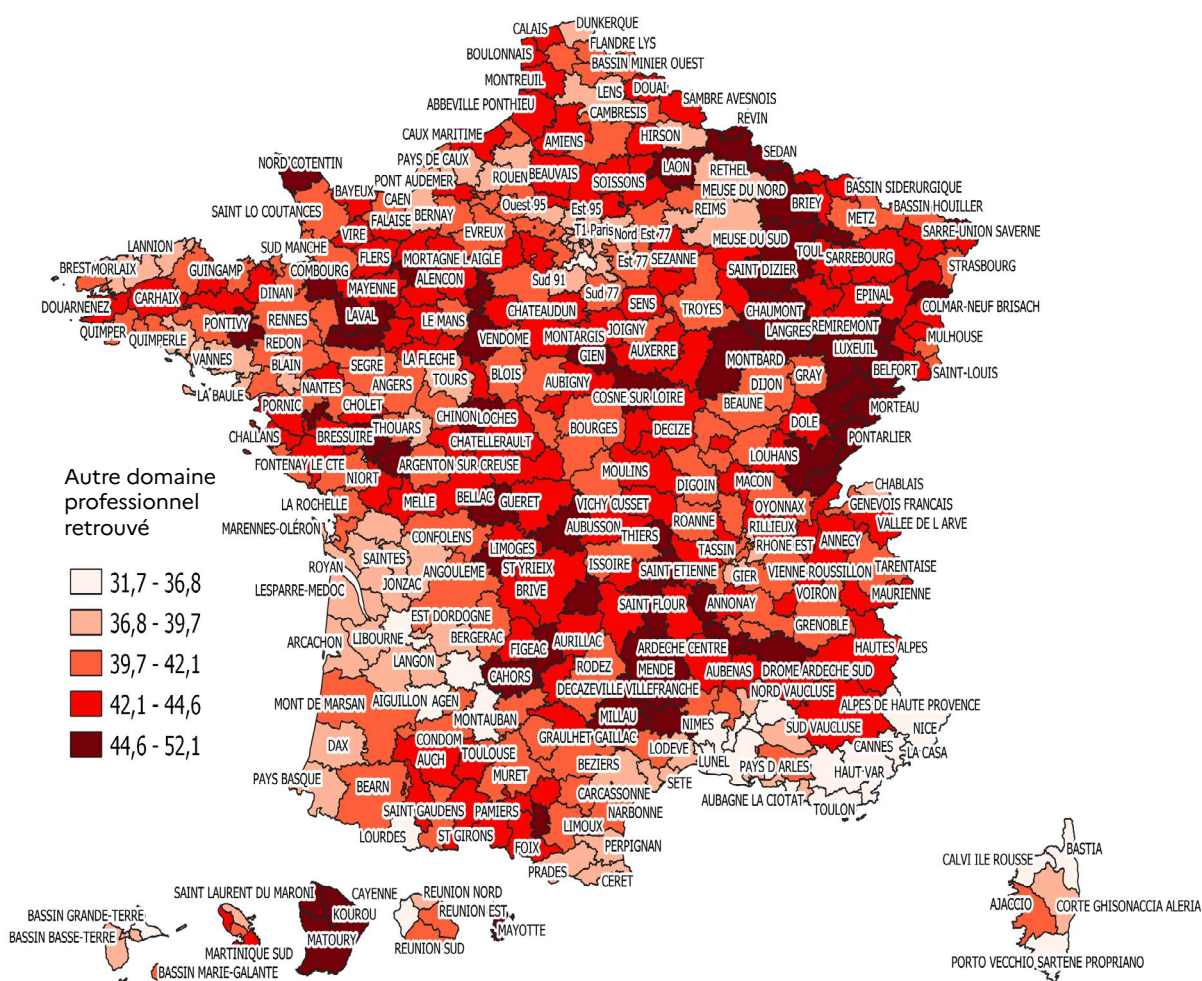 CALAIS
DUNKERQUE
BOULONNAIS
FLANDRE LYS
BASSIN MINIER OUEST
MONTREUIL
LENS
DOUAI
SAMBRE AVESNOIS
ABBEVILLE PONTHIEU
CAMBRESIS
REVIN
CAUX MARITIME
AMIENS
HIRSON
SEDAN
NORD COTENTIN
PAYS DE CAUX
ROUEN
BEAUVAIS
LAON
RETHEL
PONT AUDEMER
SOISSONS
MEUSE DU NORD
BASSIN SIDERURGIQUE
BAYEUX
CAEN
BRIEY
SAINT LO COUTANCES
FALAISE
BERNAY
Ouest 95
Est 95
REIMS
METZ
BASSIN HOUILLER
VIRE
EVREUX
T1 Paris
Nord Est-77
MEUSE DU SUD
SARRE-UNION SAVERNE
LANNION
SUD MANCHE
FLERS
MORTAGNE L AIGLE
Est 77
SEZANNE
TOUL
SARREBOURG
BREST
MORLAIX
GUINGAMP
COMBOURG
ALENCON
Sud 91
SAINT DIZIER
STRASBOURG
MAYENNE
Sud 77
DOUARNENEZ
CARHAIX
DINAN
CHATEAUDUN
SENS
TROYES
EPINAL
COLMAR-NEUF BRISACH
PONTIVY
RENNES
LAVAL
LE MANS
CHAUMONT
QUIMPER
QUIMPERLE
REDON
VENDOME
MONTARGIS
JOIGNY
LANGRES
REMIREMONT
MULHOUSE
VANNES
BLAIN
SEGRE
LA FLECHE
GIEN
AUXERRE
MONTBARD
LUXEUIL
SAINT-LOUIS
LA BAULE
NANTES
ANGERS
TOURS
BLOIS
AUBIGNY
DIJON
GRAY
BELFORT
PORNIC
CHOLET
COSNE SUR LOIRE
BEAUNE
MORTEAU
CHALLANS
BRESSUIRE
THOUARS
CHINON
LOCHES
BOURGES
DECIZE
DOLE
PONTARLIER
CHATELLERAULT
LOUHANS
FONTENAY LE CTE
NIORT
ARGENTON SUR CREUSE
MOULINS
DIGOIN
MACON
CHABLAIS
LA ROCHELLE
MELLE
BELLAC
GUERET
VICHY CUSSET
OYONNAX
GENEVOIS FRANCAIS
MARENNES-OLÉRON
CONFOLENS
AUBUSSON
THIERS
ROANNE
RILLIEUX
ANNECY
VALLEE DE L ARVE
ROYAN
SAINTES
LIMOGES
TASSIN
RHONE EST
LESPARRE-MEDOC
JONZAC
ANGOULEME
ST YRIEIX
ISSOIRE
SAINT ETIENNE
GIER
VIENNE ROUSSILLON
TARENTAISE
BRIVE
SAINT FLOUR
ANNONAY
VOIRON
MAURIENNE
EST DORDOGNE
GRENOBLE
ARCACHON
LIBOURNE
BERGERAC
FIGEAC
AURILLAC
ARDECHE CENTRE
HAUTES ALPES
LANGON
CAHORS
RODEZ
MENDE
AUBENAS
DROME ARDECHE SUD
MONT DE MARSAN
AIGUILLON
AGEN
DECAZEVILLE VILLEFRANCHE
NORD VAUCLUSE
ALPES DE HAUTE PROVENCE
MONTAUBAN
MILLAU
NIMES
SUD VAUCLUSE
NICE
DAX
CONDOM
TOULOUSE
GRAULHET GAILLAC
LODEVE
CANNES
LA CASA
AUCH
BEZIERS
LUNEL
PAYS D ARLES
HAUT-VAR
PAYS BASQUE
BEARN
MURET
CARCASSONNE
SETE
AUBAGNE LA CIOTAT
TOULON
SAINT GAUDENS
PAMIERS
NARBONNE
LOURDES
ST GIRONS
FOIX
LIMOUX
PERPIGNAN
PRADES
CERET
Autre domaine
professionnel
retrouvé
31,7 - 36,8
36,8 - 39,7
39,7 - 42,1
42,1 - 44,6
44,6 - 52,1
BASTIA
CALVI ILE ROUSSE
AJACCIO
CORTE GHISONACCIA ALERIA
PORTO VECCHIO SARTENE PROPRIANO
SAINT LAURENT DU MARONI
CAYENNE
REUNION NORD
BASSIN GRANDE-TERRE
KOUROU
REUNION EST
BASSIN BASSE-TERRE
MATOURY
MAYOTTE
MARTINIQUE SUD
REUNION SUD
BASSIN MARIE-GALANTE